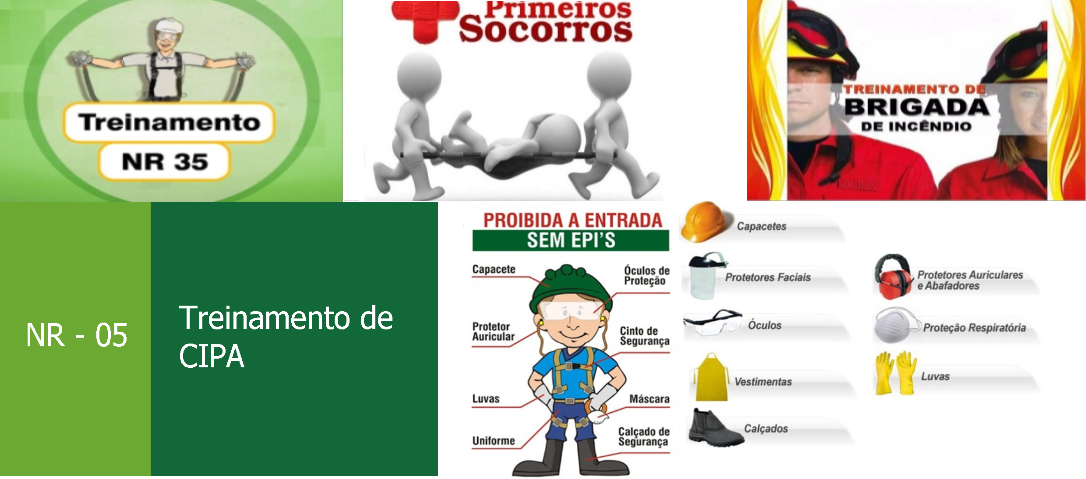 Treinamento
NR 35
Primeiros
Socorros
TREINAMENTO DE
BRIGADA
DE INCÊNDIO
NR - 05
Treinamento de
CIPA
PROIBIDA A ENTRADA
SEM EPI'S
Capacete
Óculos de
Proteção
Protetor
Auricular
Cinto de
Segurança
Luvas
Máscara
Uniforme
Calçado de
Segurança
Capacetes
Protetores Faciais
Óculos
Vestimentas
Calçados
Protetores Auriculares
e Abafadores
Proteção Respiratória
Luvas